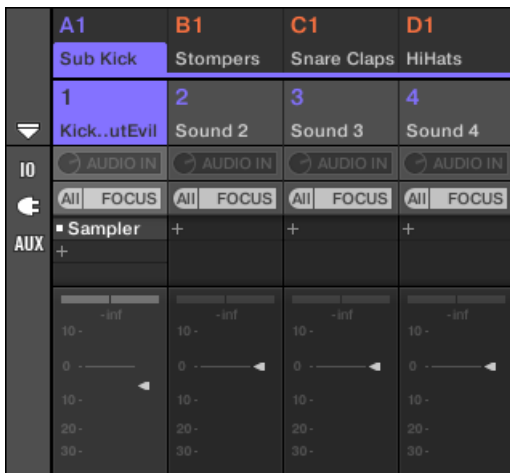 A1 B1 C1 D1
Sub Kick Stompers Snare Claps HiHats
1 2 3 4
Kick..utEvil Sound 2 Sound 3 Sound 4
IO AUDIO IN AUDIO IN AUDIO IN AUDIO IN
All FOCUS All FOCUS All FOCUS All FOCUS
Sampler + + +
AUX +
-inf -inf -inf -inf
10- 10- 10- 10-
0 - 0 - 0 - 0 -
10- 10- 10- 10-
20- 20- 20- 20-
30- 30- 30- 30-